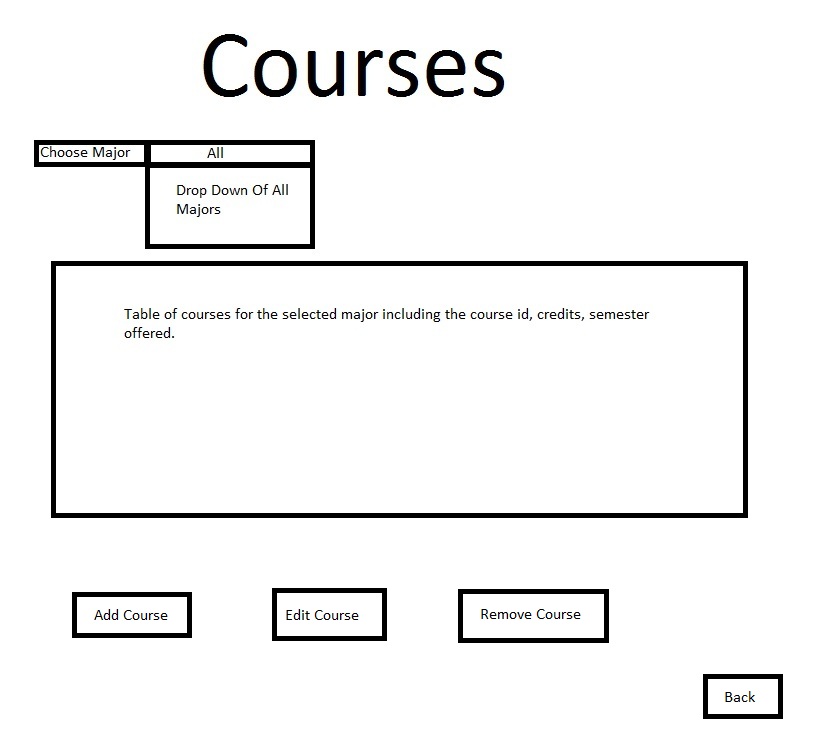 Courses
Choose Major
All
Drop Down Of All
Majors
Table of courses for the selected major including the course id, credits, semester
offered.
Add Course
Edit Course
Remove Course
Back